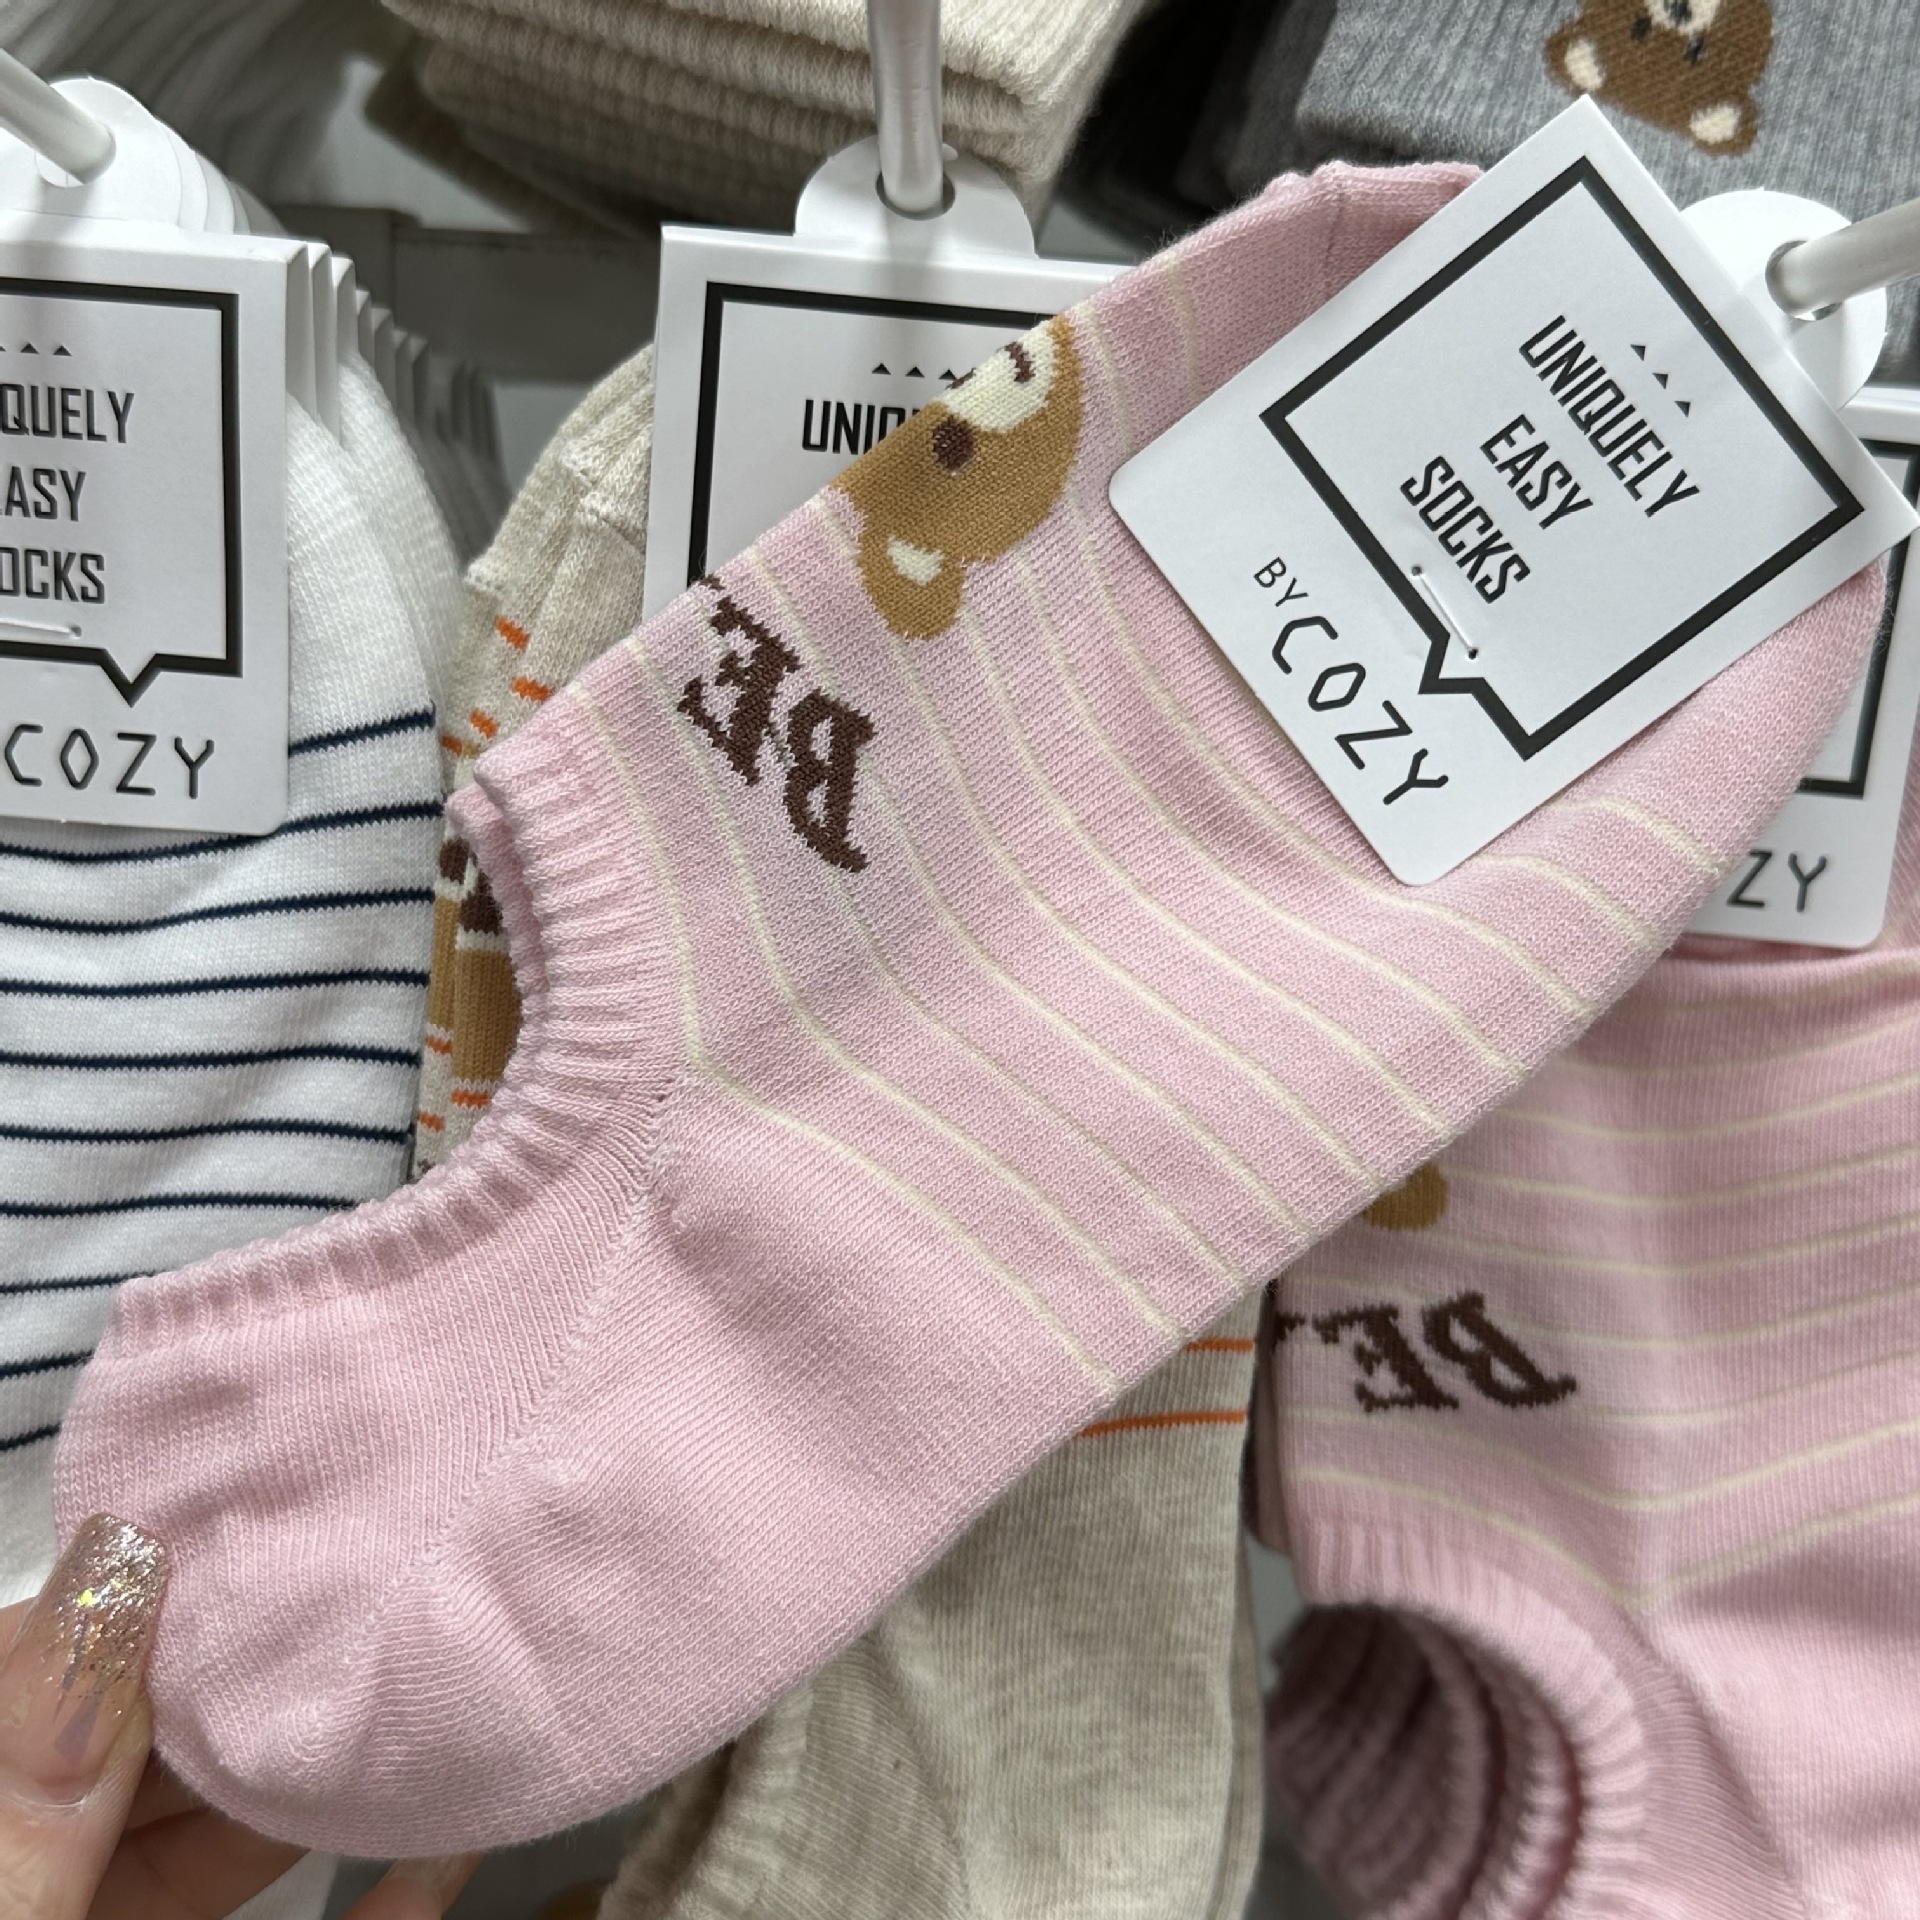 QUELY
ASY
OCKS
COZY
UNIQ
UNIQUELY
EASY
SOCKS
BY COZY
BE
ZY
BE